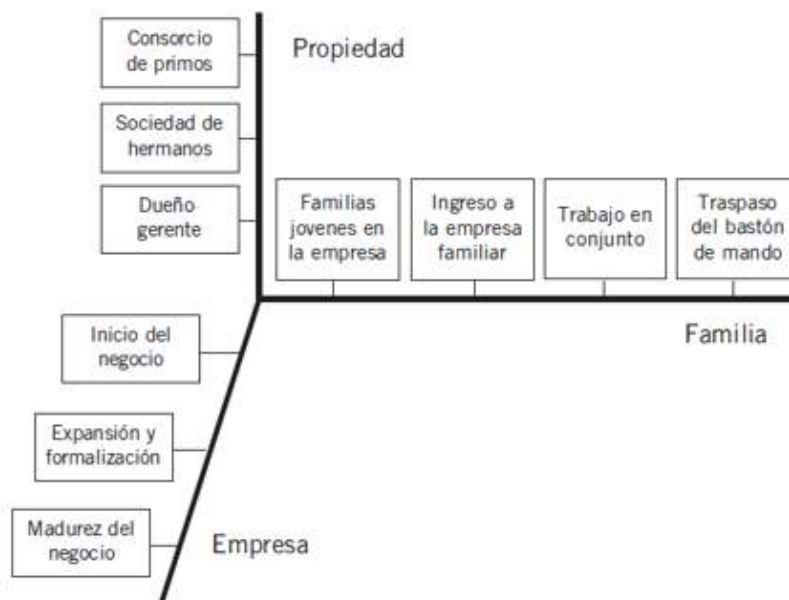 Consorcio
de primos
Propiedad
Sociedad de
hermanos
Dueño
gerente
Familias
jovenes en
la empresa
Ingreso a
la empresa
familiar
Trabajo en
conjunto
Traspaso
del bastón
de mando
Familia
Inicio del
negocio
Expansión y
formalización
Madurez del
negocio
Empresa